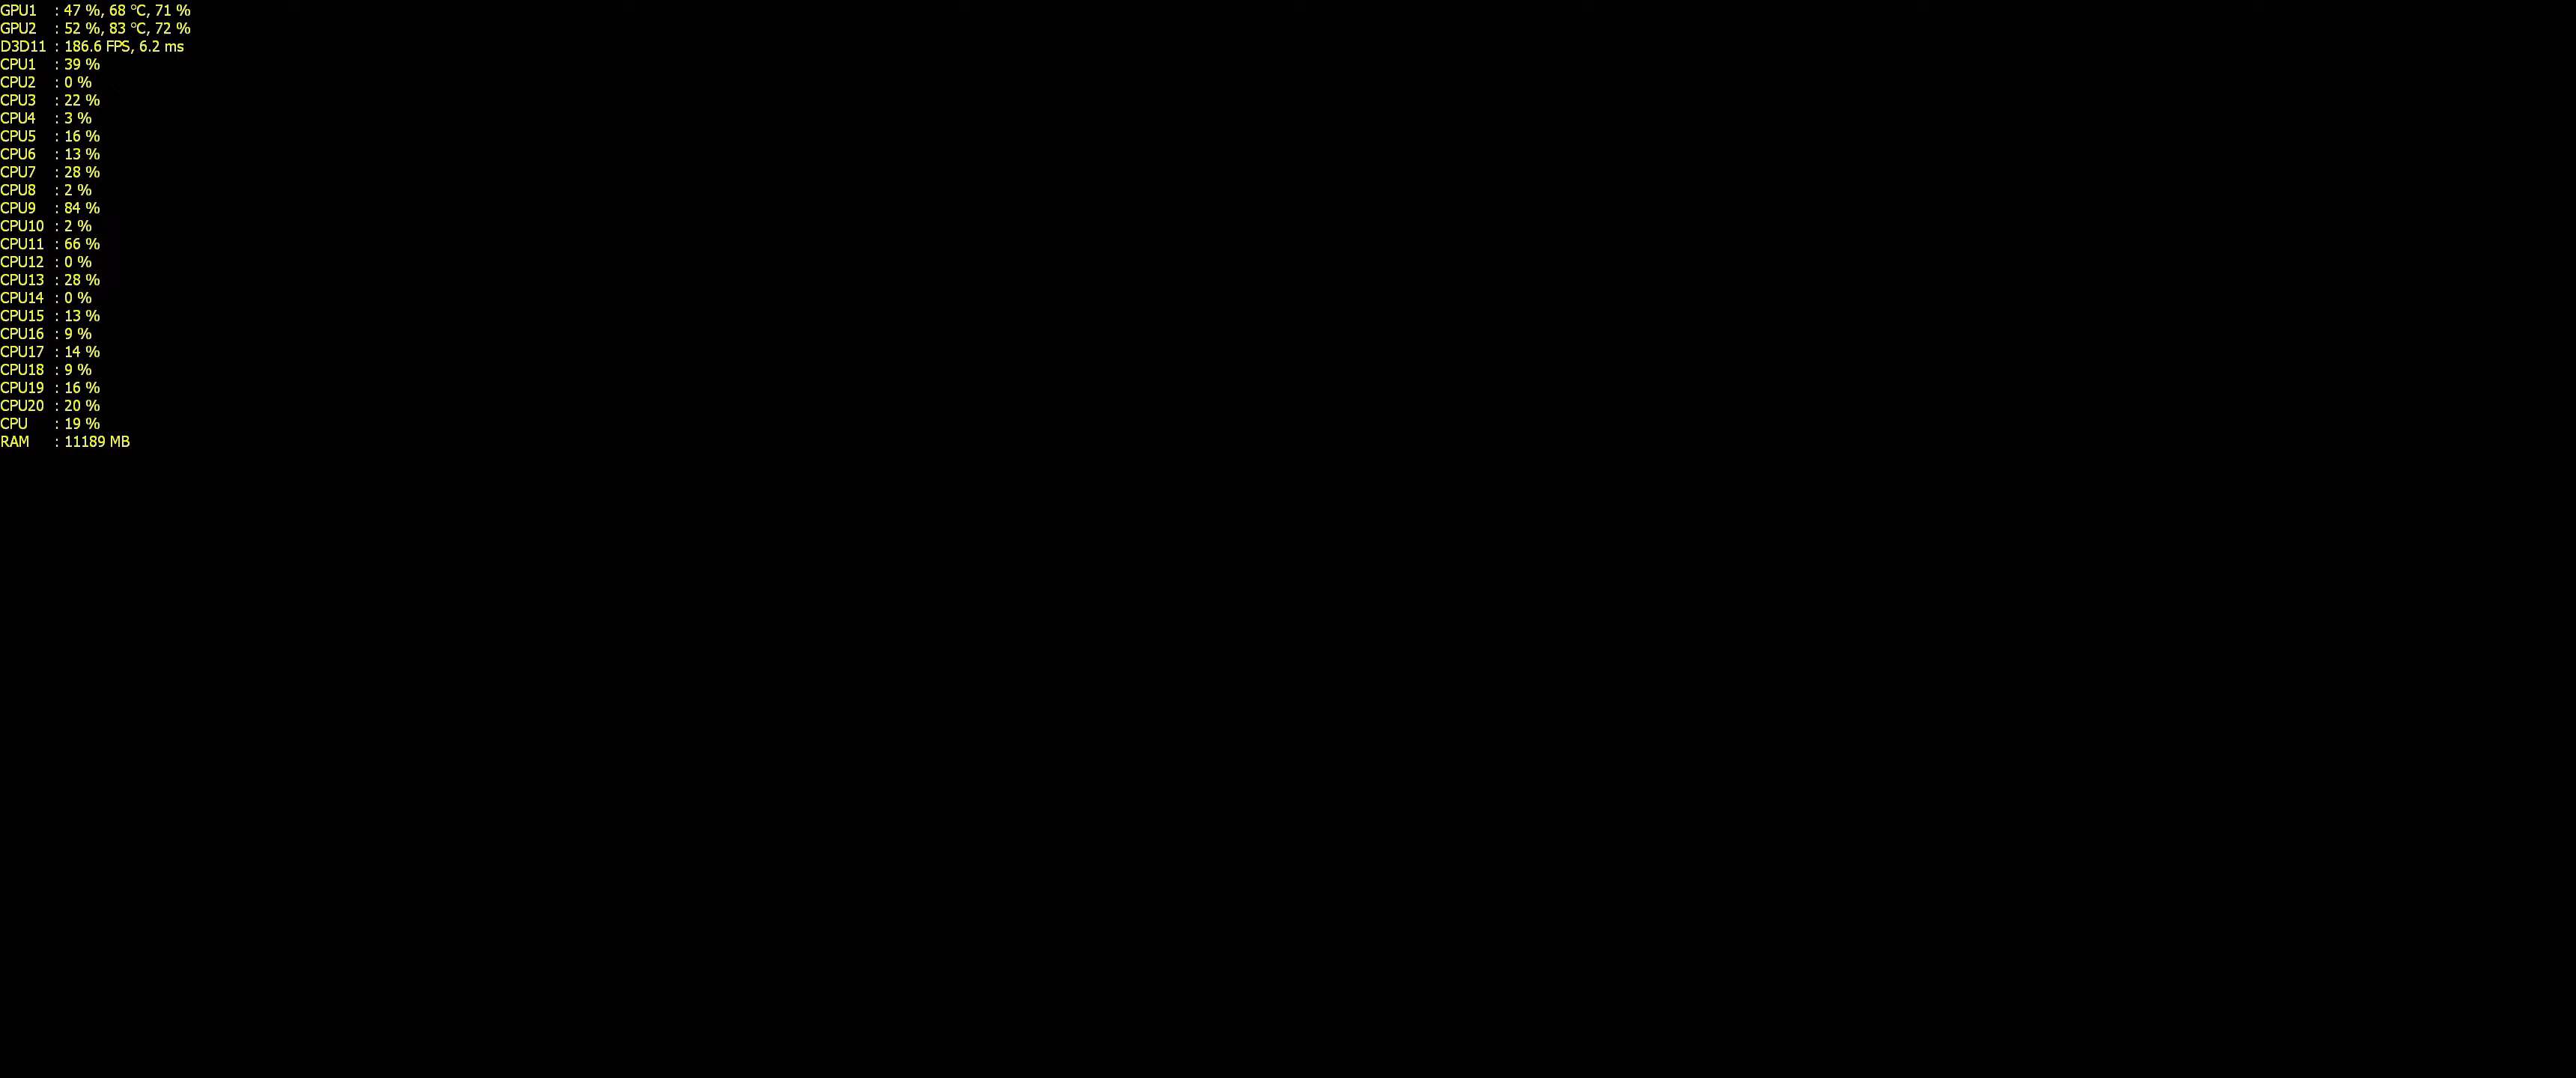 GPU1 : 47 %, 68 °C, 71 %
GPU2 : 52 %, 83 °C, 72 %
D3D11 : 186.6 FPS, 6.2 ms
CPU1 : 39 %
CPU2 : 0 %
CPU3 : 22 %
CPU4 : 3 %
CPU5 : 16 %
CPU6 : 13 %
CPU7 : 28 %
CPU8 : 2 %
CPU9 : 84 %
CPU10 : 2 %
CPU11 : 66 %
CPU12 : 0 %
CPU13 : 28 %
CPU14 : 0 %
CPU15 : 13 %
CPU16 : 9 %
CPU17 : 14 %
CPU18 : 9 %
CPU19 : 16 %
CPU20 : 20 %
CPU : 19 %
RAM : 11189 MB